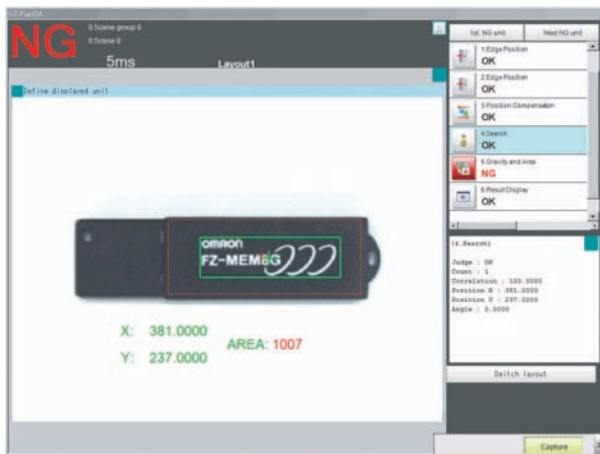 FZ-PanDA
NG
0.Scene group 0
0.Scene 0
5ms
Layout1
Define displayed unit
omron
FZ-MEM8G
X: 381.0000
Y: 237.0000
AREA: 1007
1st. NG unit
Next NG unit
1.Edge Position
OK
2.Edge Position
OK
3.Position Compensation
OK
4.Search
OK
5.Gravity and Area
NG
6.Result Display
OK
[4.Search]
Judge : OK
Count : 1
Correlation : 100.0000
Position X : 381.0000
Position Y : 237.0000
Angle : 0.0000
Switch layout
Capture